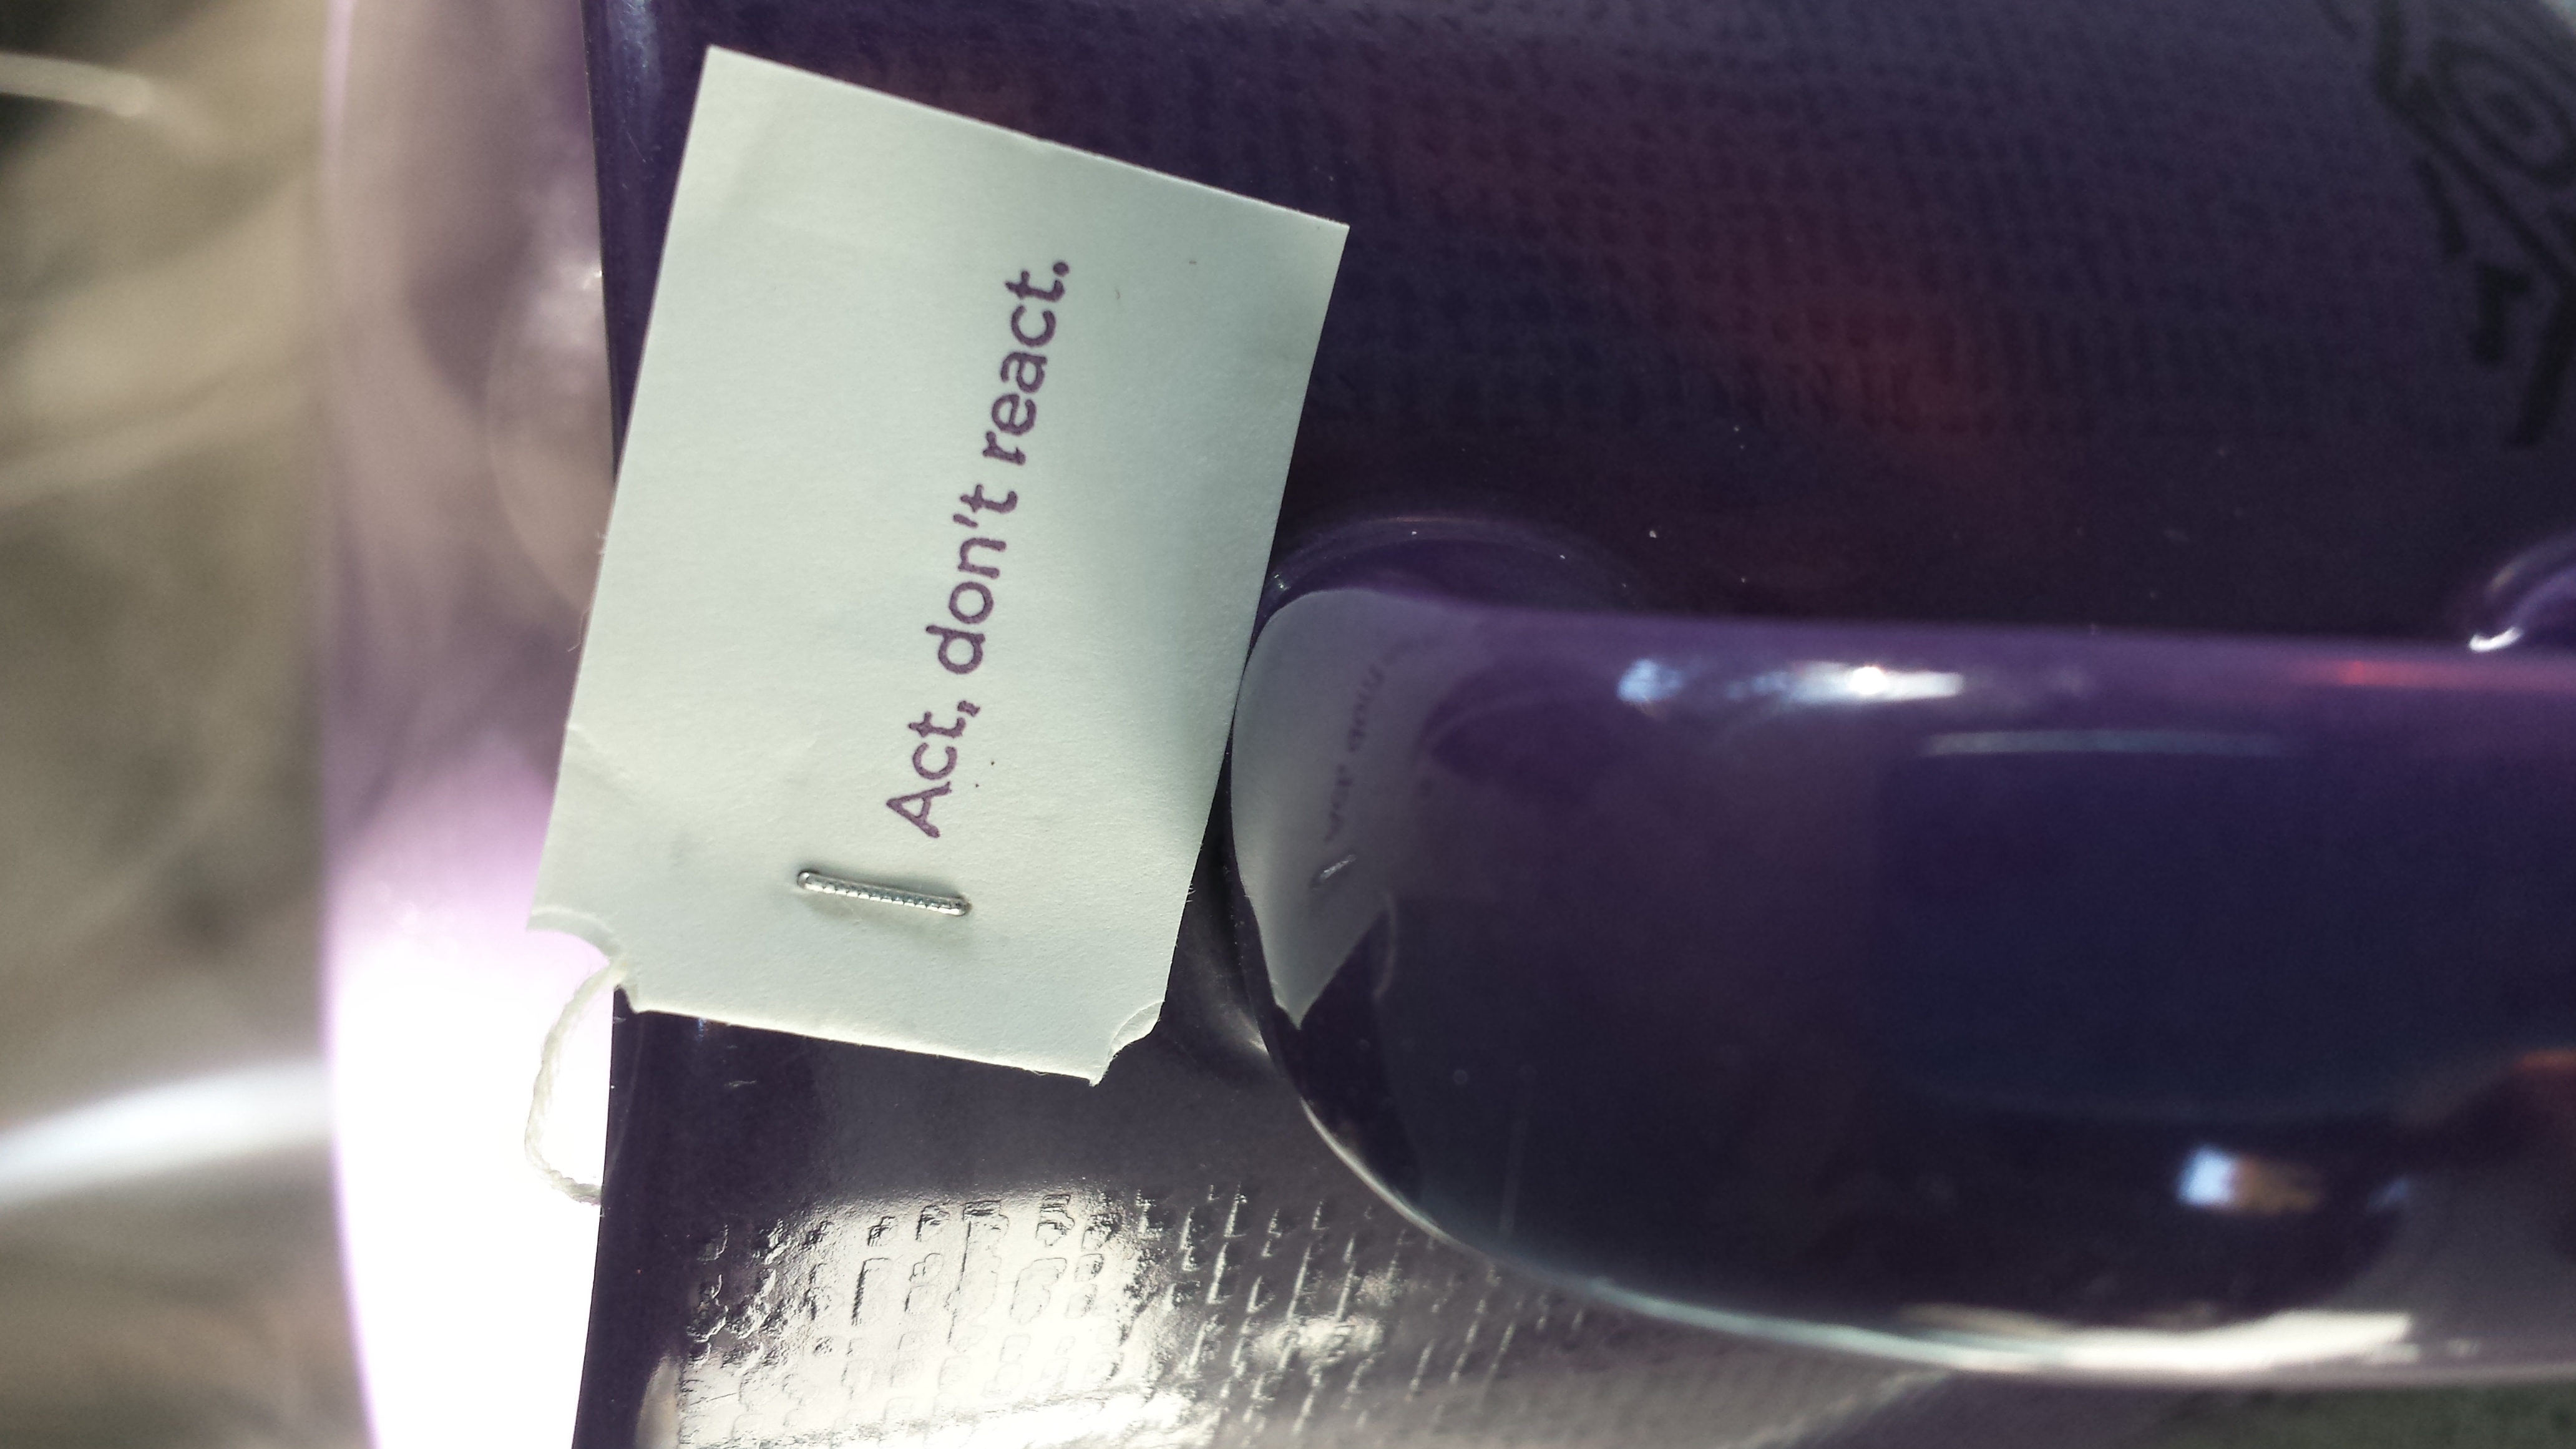 Act, don't react.